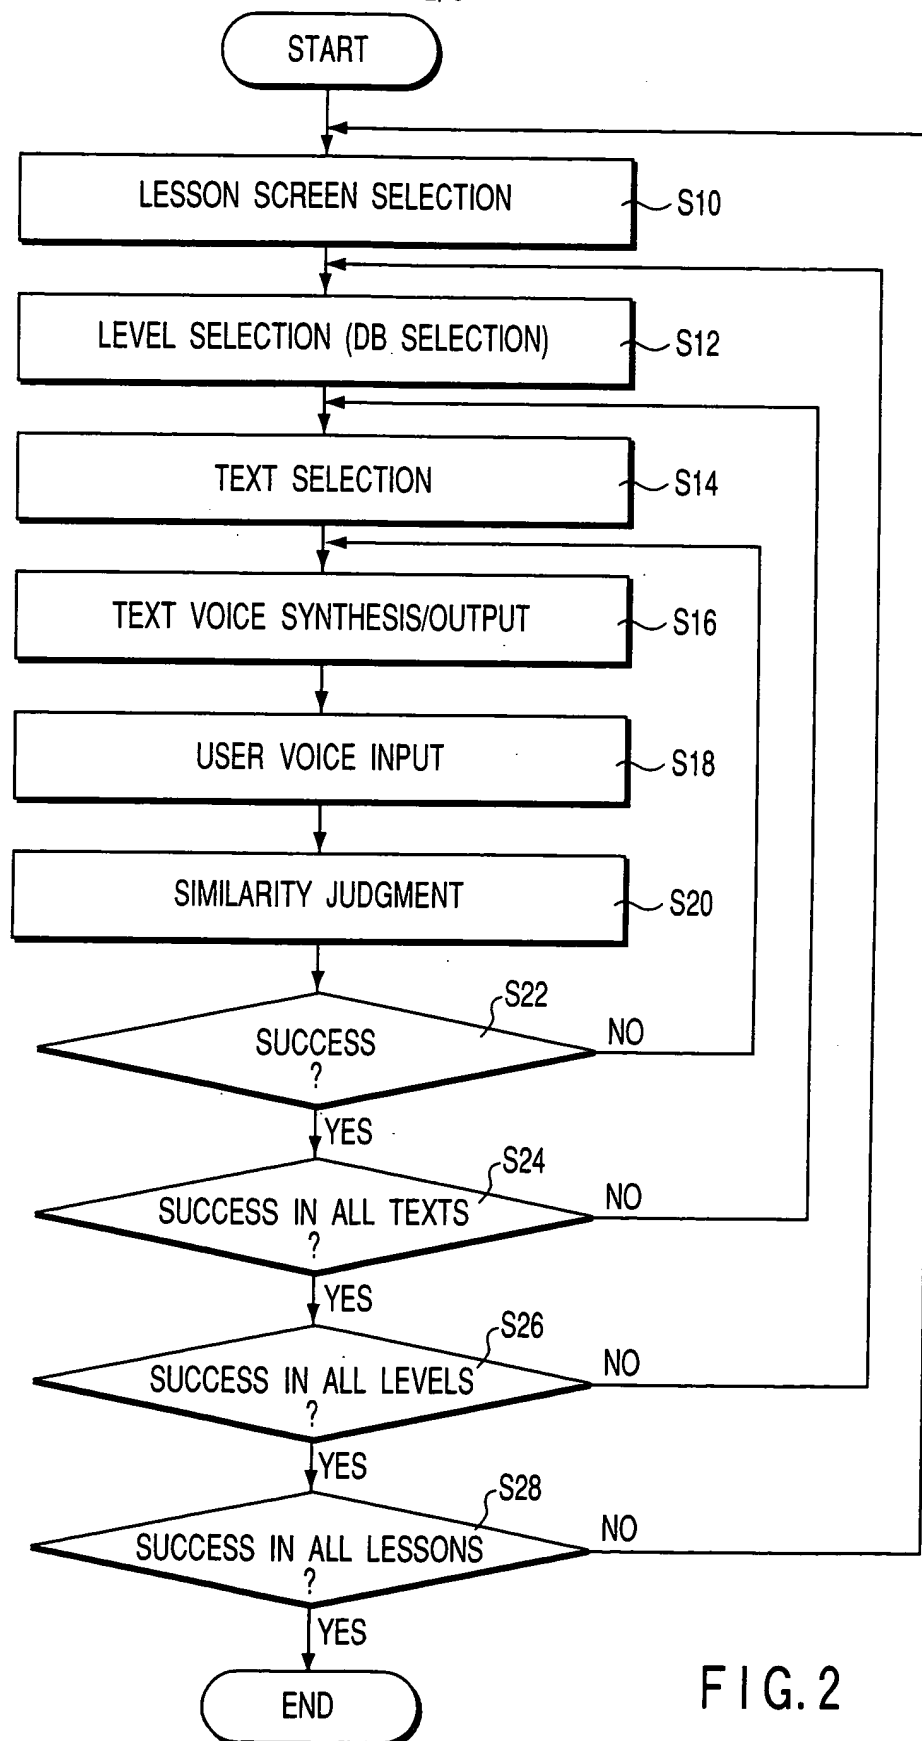 START
LESSON SCREEN SELECTION
S10
LEVEL SELECTION (DB SELECTION)
S12
TEXT SELECTION
S14
TEXT VOICE SYNTHESIS/OUTPUT
S16
USER VOICE INPUT
S18
SIMILARITY JUDGMENT
S20
S22
SUCCESS
?
NO
YES
S24
SUCCESS IN ALL TEXTS
?
NO
YES
S26
SUCCESS IN ALL LEVELS
?
NO
YES
S28
SUCCESS IN ALL LESSONS
?
NO
YES
END
FIG. 2